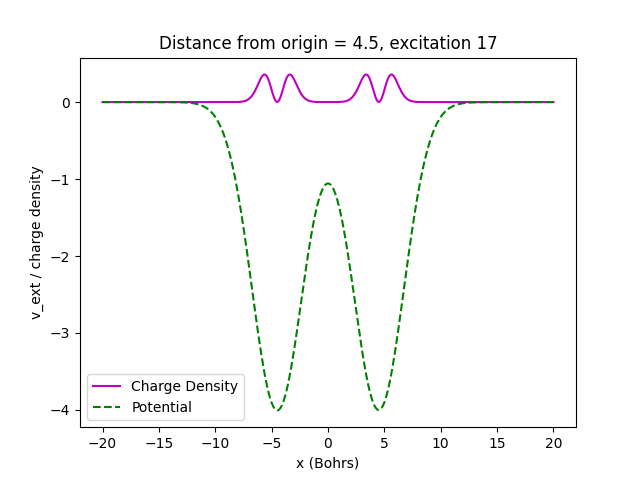 Distance from origin = 4.5, excitation 17
v_ext / charge density
0
−1
−2
−3
−4
Charge Density
Potential
−20 −15 −10 −5 0 5 10 15 20
x (Bohrs)